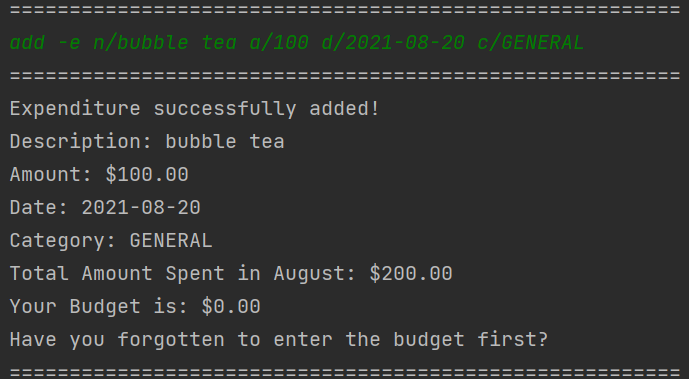 ========================================================
add -e n/bubble tea a/100 d/2021-08-20 c/GENERAL
========================================================
Expenditure successfully added!
Description: bubble tea
Amount: $100.00
Date: 2021-08-20
Category: GENERAL
Total Amount Spent in August: $200.00
Your Budget is: $0.00
Have you forgotten to enter the budget first?
========================================================